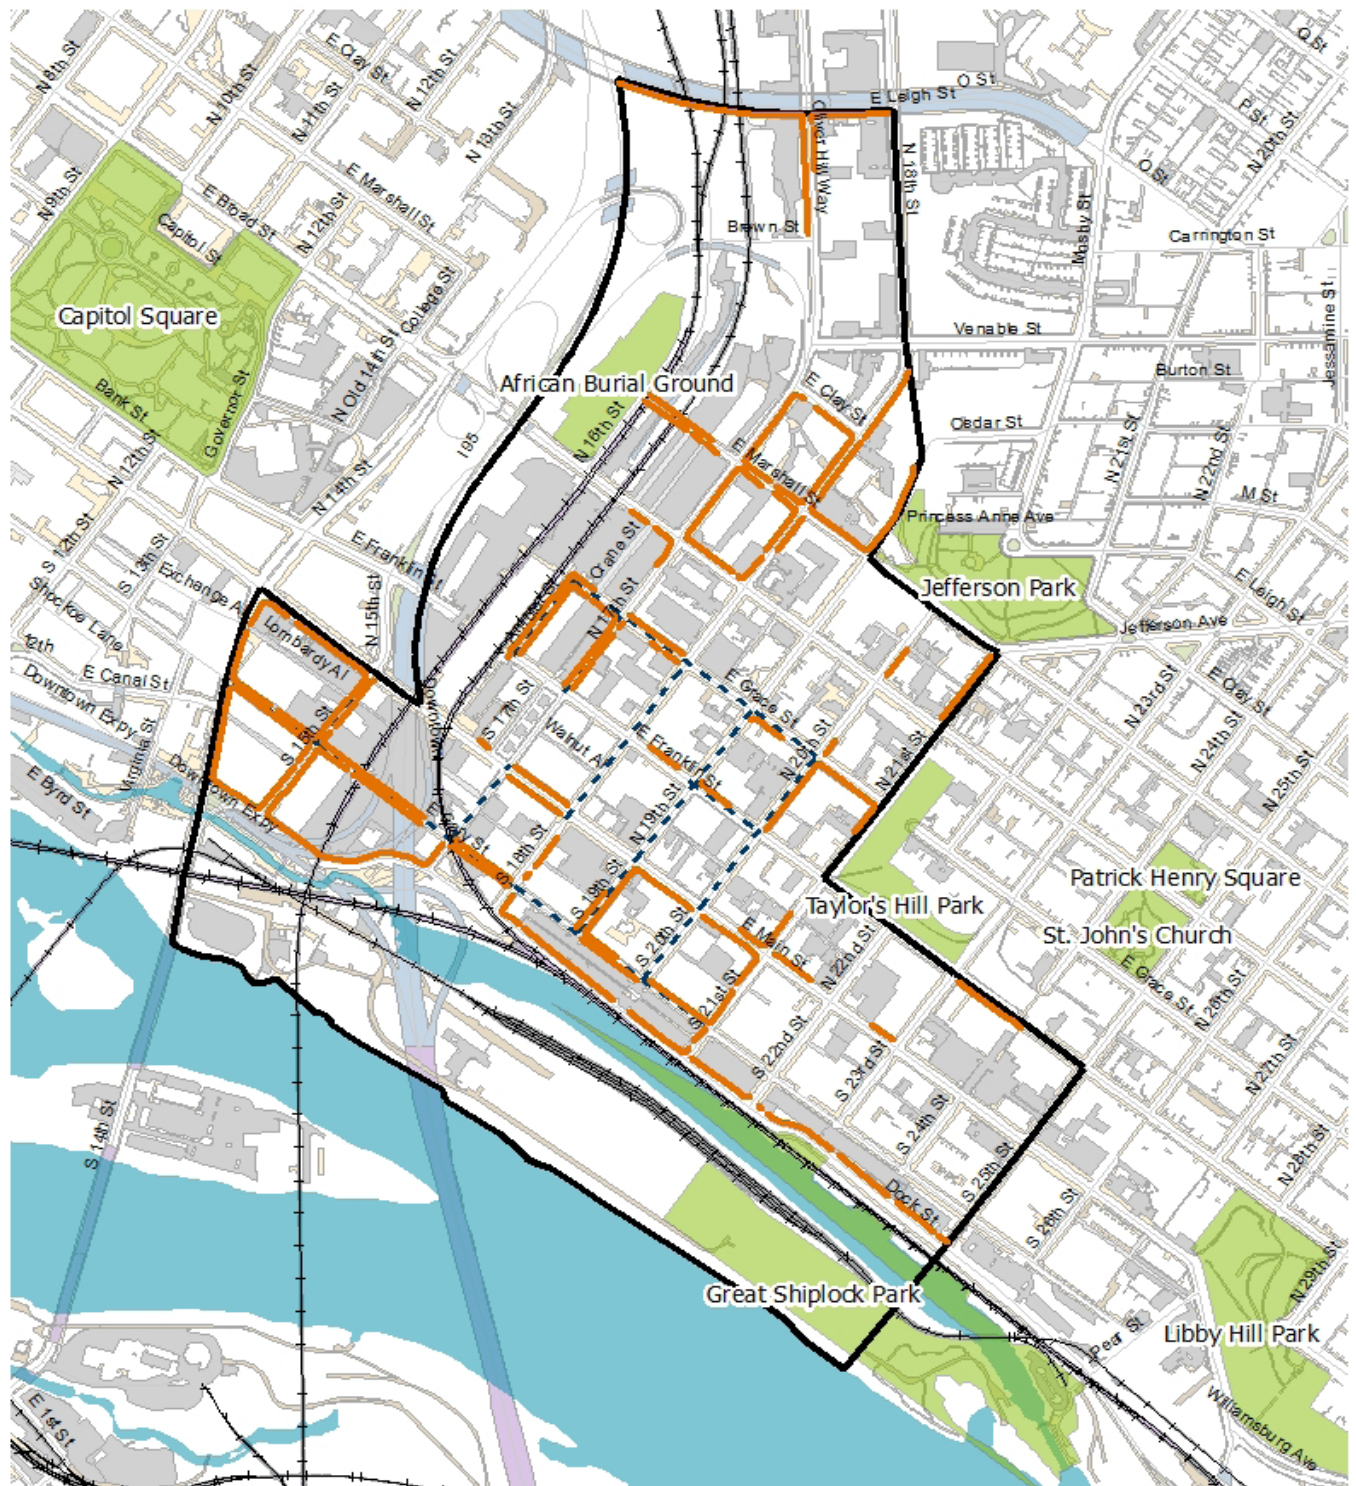 E Clay St
N 12th St
O St
N 8th St
N 10th St
N 11th St
O St
E Leigh St
P St
N 13th St
N 20th St
Oliver Hill Way
N 9th St
E Marshall St
N 18th St
O St
E Broad St
N 12th St
Capitol St
Brown St
Mosby St
Carrington St
College St
Capitol Square
Venable St
Jessamine St
N Old 14th St
African Burial Ground
E Clay St
Burton St
Bank St
Governor St
N 16th St
Cedar St
I 95
N 12th St
E Marshall St
N 21st St
N 22nd St
N 14th St
M St
Princess Anne Ave
S 12th St
S 13th St
E Franklin St
Crane St
Exchange Al
N 15th St
Jefferson Park
E Leigh St
Shockoe Lane
N 17th St
Lombardy Al
Jefferson Ave
12th
E Canal St
Downtown Expy
E Grace St
N 23rd St
E Clay St
S 17th St
S 15th St
Walnut Al
E Franklin St
N 20th St
N 24th St
Virginia St
Downtown Expy
E Byrd St
N 21st St
N 25th St
E Cary St
N 19th St
S 18th St
Patrick Henry Square
S 19th St
Taylor's Hill Park
St. John's Church
S 20th St
E Main St
N 22nd St
E Grace St
N 26th St
S 21st St
S 22nd St
S 23rd St
N 27th St
S 14th St
S 24th St
N 28th St
S 25th St
Dock St
S 26th St
N 29th St
Great Shiplock Park
Pear St
Libby Hill Park
E 1st St
Williamsburg Ave